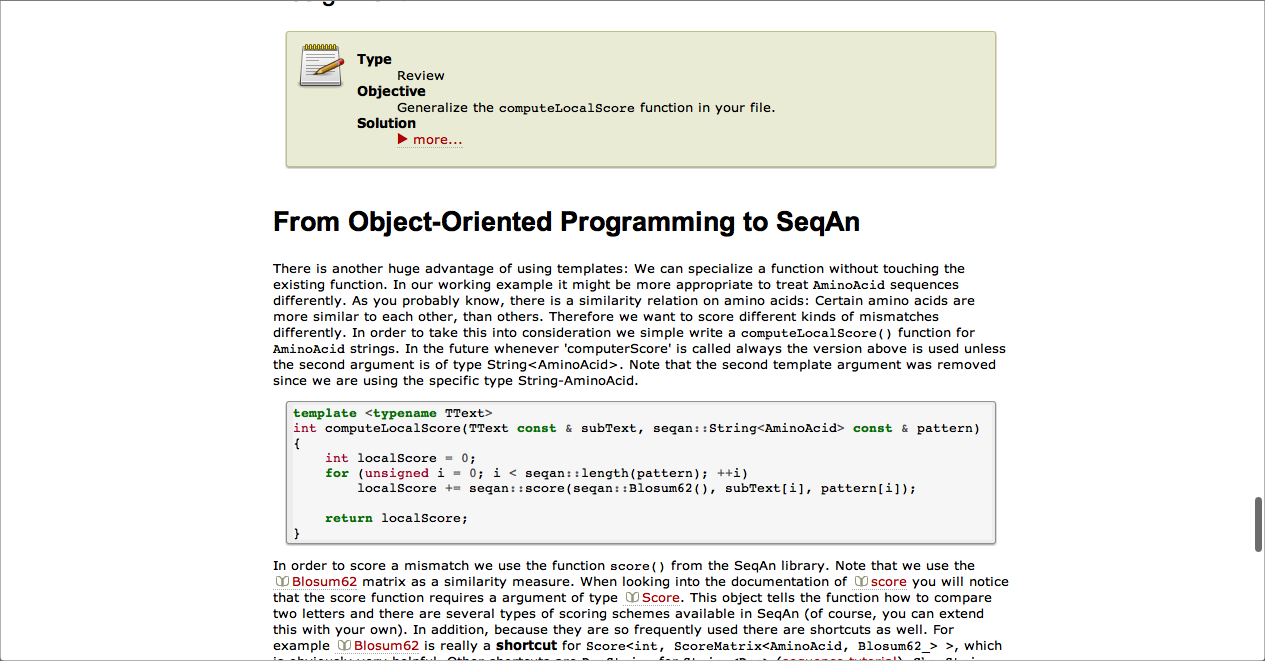 Type
Review
Objective
Generalize the computeLocalScore function in your file.
Solution
more...
From Object-Oriented Programming to SeqAn
There is another huge advantage of using templates: We can specialize a function without touching the
existing function. In our working example it might be more appropriate to treat AminoAcid sequences
differently. As you probably know, there is a similarity relation on amino acids: Certain amino acids are
more similar to each other, than others. Therefore we want to score different kinds of mismatches
differently. In order to take this into consideration we simple write a computeLocalScore() function for
AminoAcid strings. In the future whenever 'computerScore' is called always the version above is used unless
the second argument is of type String<AminoAcid>. Note that the second template argument was removed
since we are using the specific type String-AminoAcid.
template <typename TText>
int computeLocalScore(TText const & subText, seqan::String<AminoAcid> const & pattern)
{
int localScore = 0;
for (unsigned i = 0; i < seqan::length(pattern); ++i)
localScore += seqan::score(seqan::Blosum62(), subText[i], pattern[i]);
return localScore;
}
In order to score a mismatch we use the function score() from the SeqAn library. Note that we use the
Blosum62 matrix as a similarity measure. When looking into the documentation of score you will notice
that the score function requires a argument of type Score. This object tells the function how to compare
two letters and there are several types of scoring schemes available in SeqAn (of course, you can extend
this with your own). In addition, because they are so frequently used there are shortcuts as well. For
example Blosum62 is really a shortcut for Score<int, ScoreMatrix<AminoAcid, Blosum62_> >, which